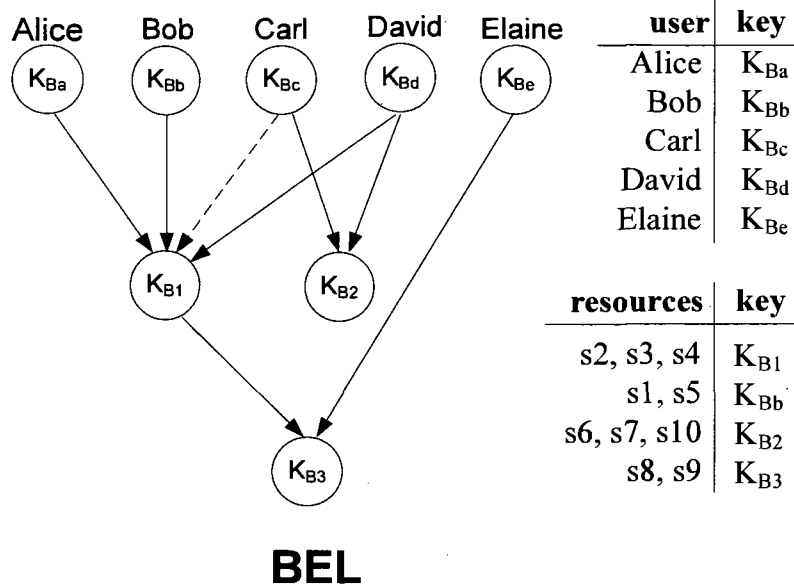 Alice Bob Carl David Elaine
K_Ba K_Bb K_Bc K_Bd K_Be
K_B1 K_B2
K_B3
BEL
user key
Alice K_Ba
Bob K_Bb
Carl K_Bc
David K_Bd
Elaine K_Be
resources key
s2, s3, s4 K_B1
s1, s5 K_Bb
s6, s7, s10 K_B2
s8, s9 K_B3